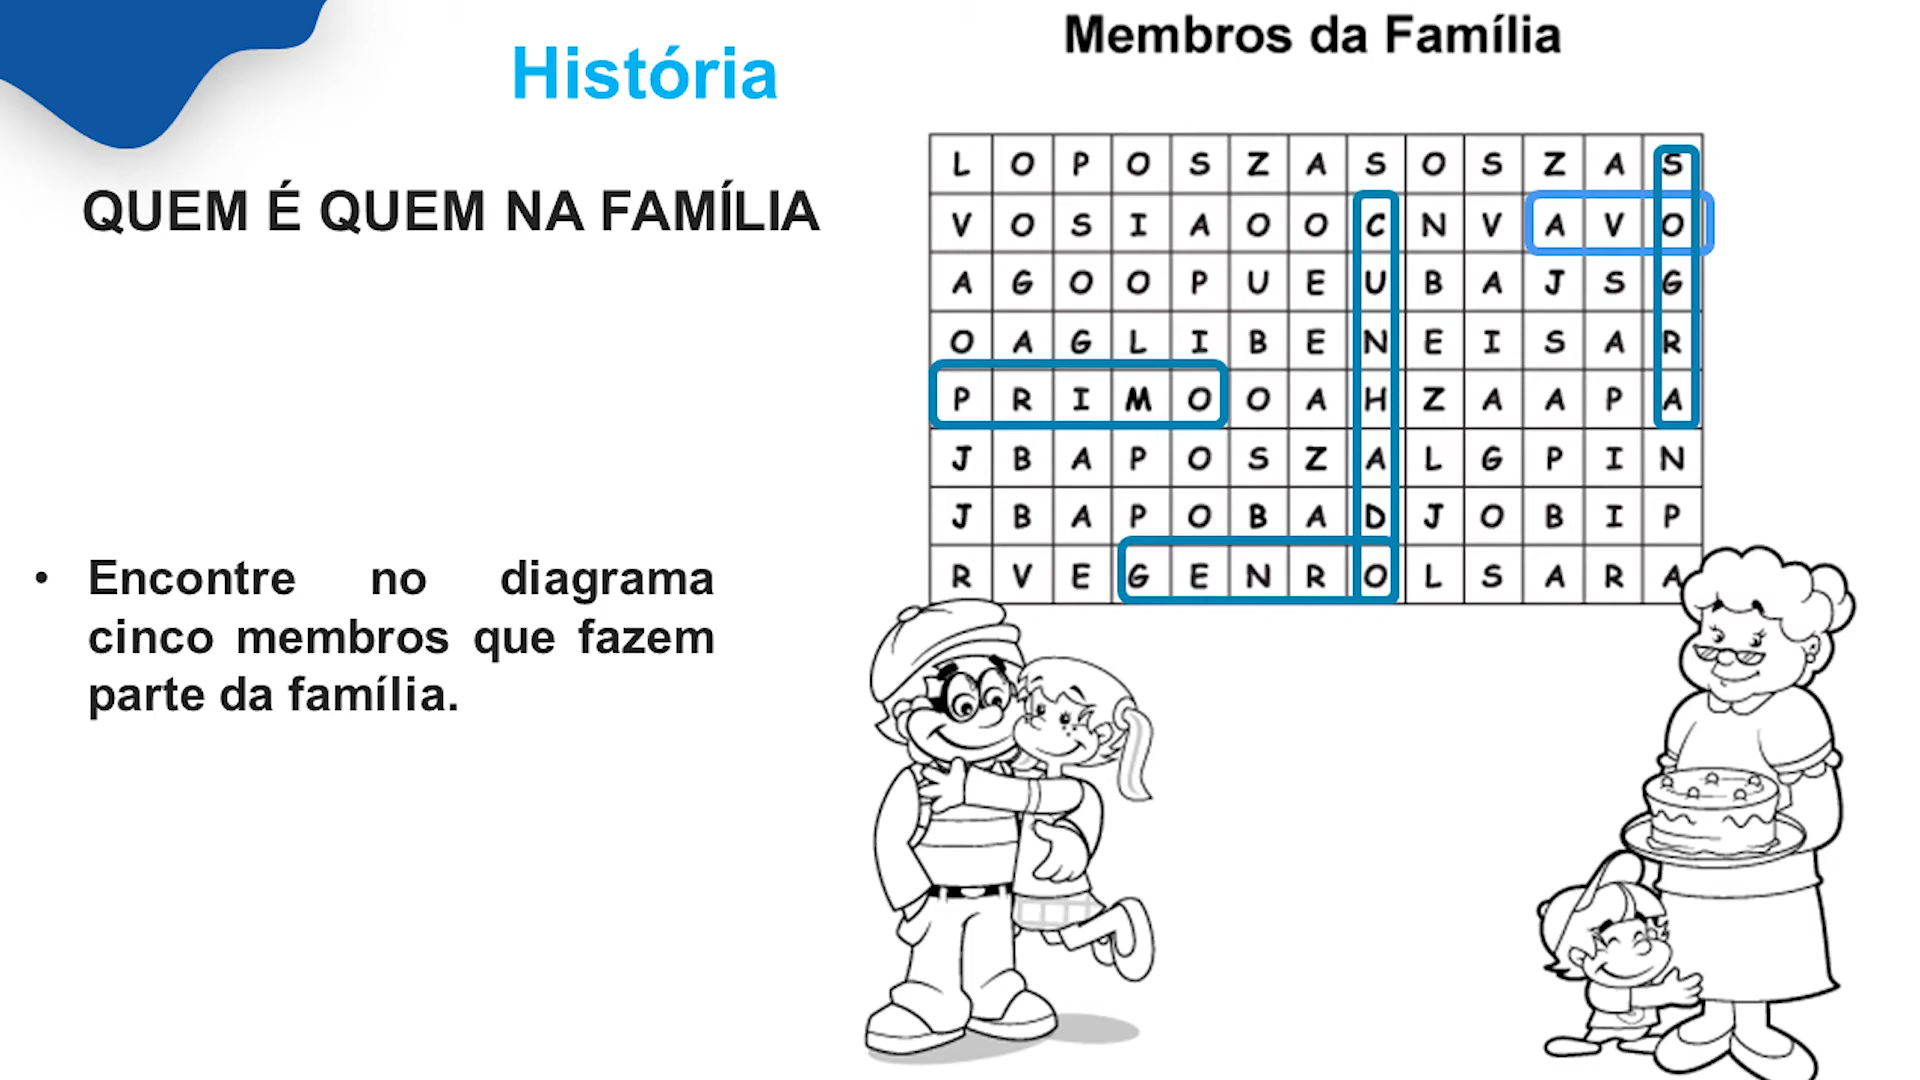 História
Membros da Família
QUEM É QUEM NA FAMÍLIA
• Encontre no diagrama
cinco membros que fazem
parte da família.
L O P O S Z A S O S Z A S
V O S I A O O C N V A V O
A G O O P U E U B A J S G
O A G L I B E N E I S A R
P R I M O O A H Z A A P A
J B A P O S Z A L G P I N
J B A P O B A D J O B I P
R V E G E N R O L S A R A